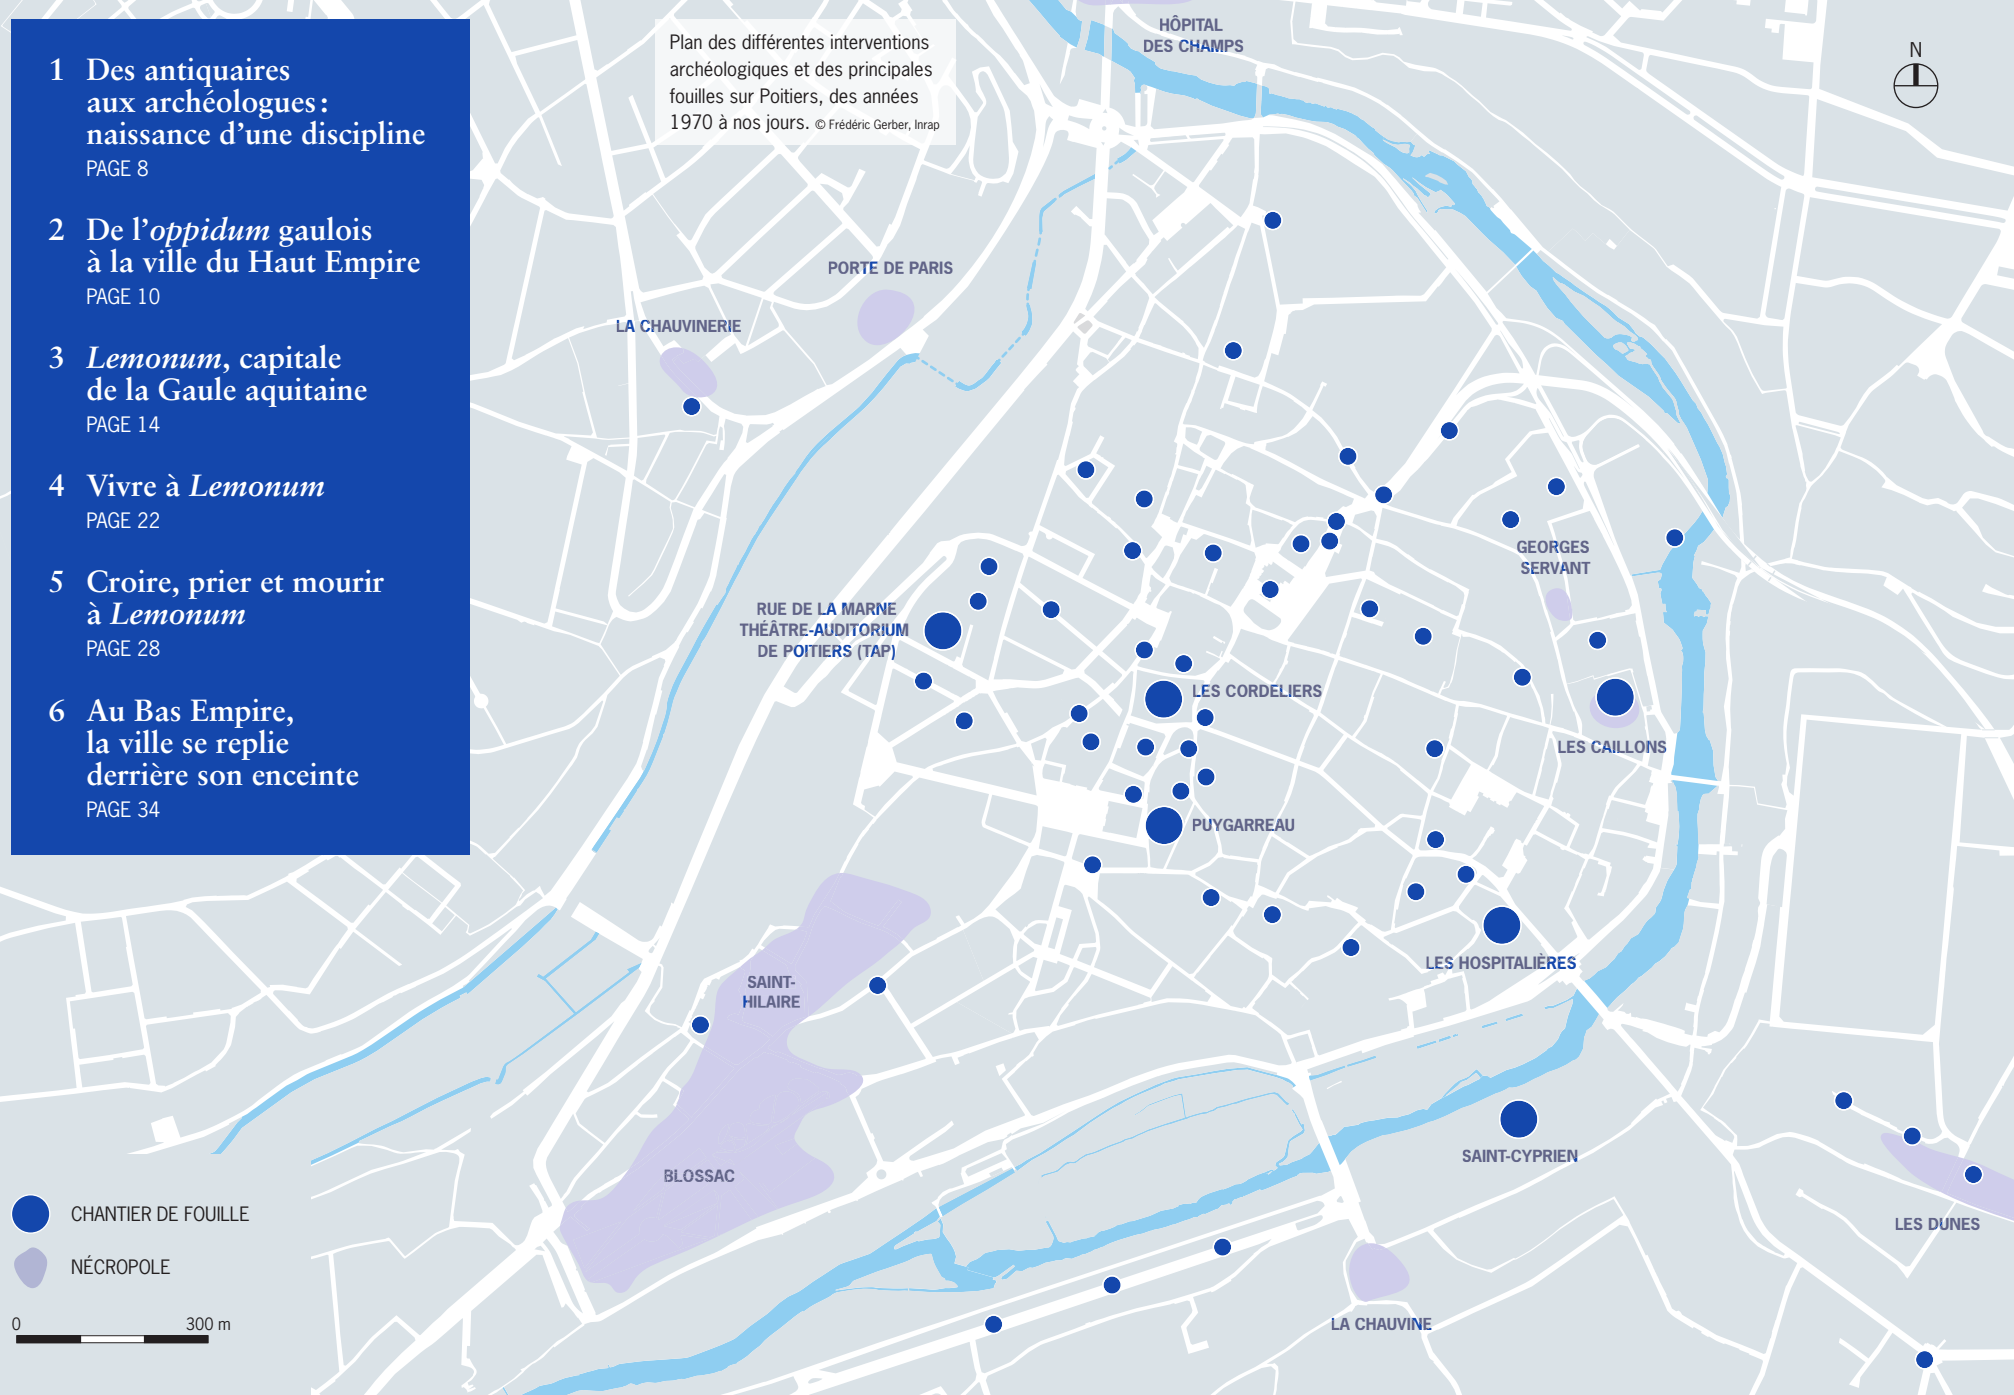 1 Des antiquaires
aux archéologues :
naissance d’une discipline
PAGE 8
2 De l’oppidum gaulois
à la ville du Haut Empire
PAGE 10
3 Lemonum, capitale
de la Gaule aquitaine
PAGE 14
4 Vivre à Lemonum
PAGE 22
5 Croire, prier et mourir
à Lemonum
PAGE 28
6 Au Bas Empire,
la ville se replie
derrière son enceinte
PAGE 34
Plan des différentes interventions
archéologiques et des principales
fouilles sur Poitiers, des années
1970 à nos jours. © Frédéric Gerber, Inrap
HÔPITAL
DES CHAMPS
N
PORTE DE PARIS
LA CHAUVINERIE
GEORGES
SERVANT
RUE DE LA MARNE
THÉÂTRE-AUDITORIUM
DE POITIERS (TAP)
LES CORDELIERS
LES CAILLONS
PUYGARREAU
LES HOSPITALIÈRES
SAINT-
HILAIRE
BLOSSAC
SAINT-CYPRIEN
LES DUNES
LA CHAUVINE
CHANTIER DE FOUILLE
NÉCROPOLE
0 300 m